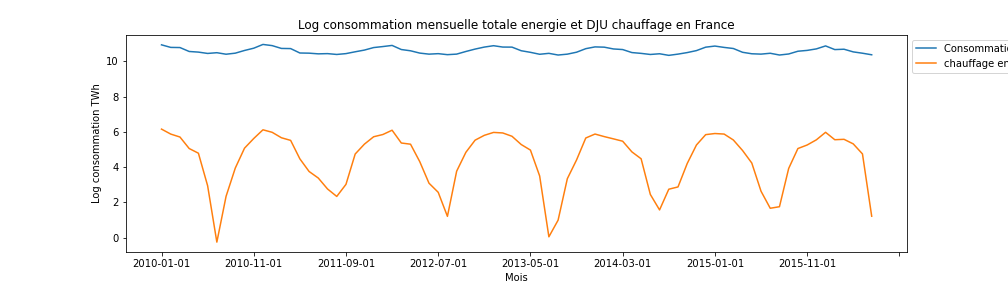 Log consommation mensuelle totale energie et DJU chauffage en France
Log consommation TWh
10
8
6
4
2
0
2010-01-01 2010-11-01 2011-09-01 2012-07-01 2013-05-01 2014-03-01 2015-01-01 2015-11-01
Mois
chauffage en